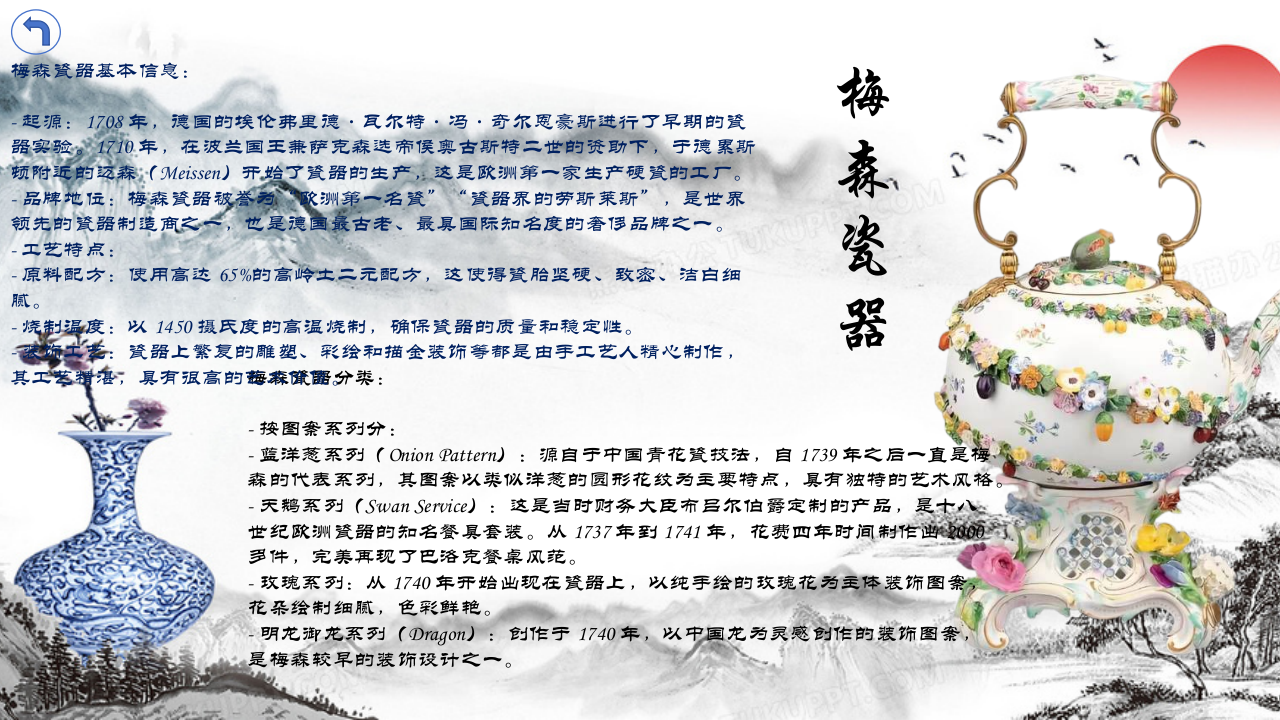 梅森瓷器基本信息：
- 起源：1708 年，德国的埃伦弗里德·瓦尔特·冯·奇尔恩豪斯进行了早期的瓷
器实验。1710 年，在波兰国王兼萨克森选帝侯奥古斯特二世的资助下，于德累斯
顿附近的迈森（Meissen）开始了瓷器的生产，这是欧洲第一家生产硬瓷的工厂。
- 品牌地位：梅森瓷器被誉为“欧洲第一名瓷”“瓷器界的劳斯莱斯”，是世界
领先的瓷器制造商之一，也是德国最古老、最具国际知名度的奢侈品牌之一。
- 工艺特点：
- 原料配方：使用高达 65%的高岭土二元配方，这使得瓷胎坚硬、致密、洁白细
腻。
- 烧制温度：以 1450 摄氏度的高温烧制，确保瓷器的质量和稳定性。
- 装饰工艺：瓷器上繁复的雕塑、彩绘和描金装饰等都是由手工艺人精心制作，
其工艺精湛，具有很高的
梅森瓷器分类：
- 按图案系列分：
- 蓝洋葱系列（Onion Pattern）：源自于中国青花瓷技法，自 1739 年之后一直是梅
森的代表系列，其图案以类似洋葱的圆形花纹为主要特点，具有独特的艺术风格。
- 天鹅系列（Swan Service）：这是当时财务大臣布吕尔伯爵定制的产品，是十八
世纪欧洲瓷器的知名餐具套装。从 1737 年到 1741 年，花费四年时间制作出 2000
多件，完美再现了巴洛克餐桌风范。
- 玫瑰系列：从 1740 年开始出现在瓷器上，以纯手绘的玫瑰花为主体装饰图案，
花朵绘制细腻，色彩鲜艳。
- 明龙御龙系列（Dragon）：创作于 1740 年，以中国龙为灵感创作的装饰图案，
是梅森较早的装饰设计之一。
梅森瓷器